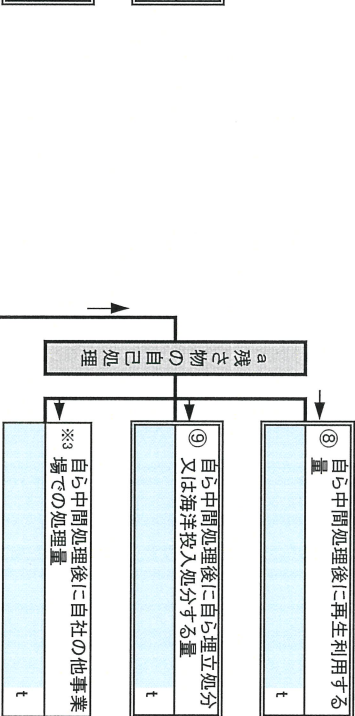 a 残さ物の自己処理
⑧ 自ら中間処理後に再生利用する
量
t
⑨ 自ら中間処理後に自ら埋立処分
又は海洋投入処分する量
t
※3 自ら中間処理後に自社の他事業
場での処理量
t